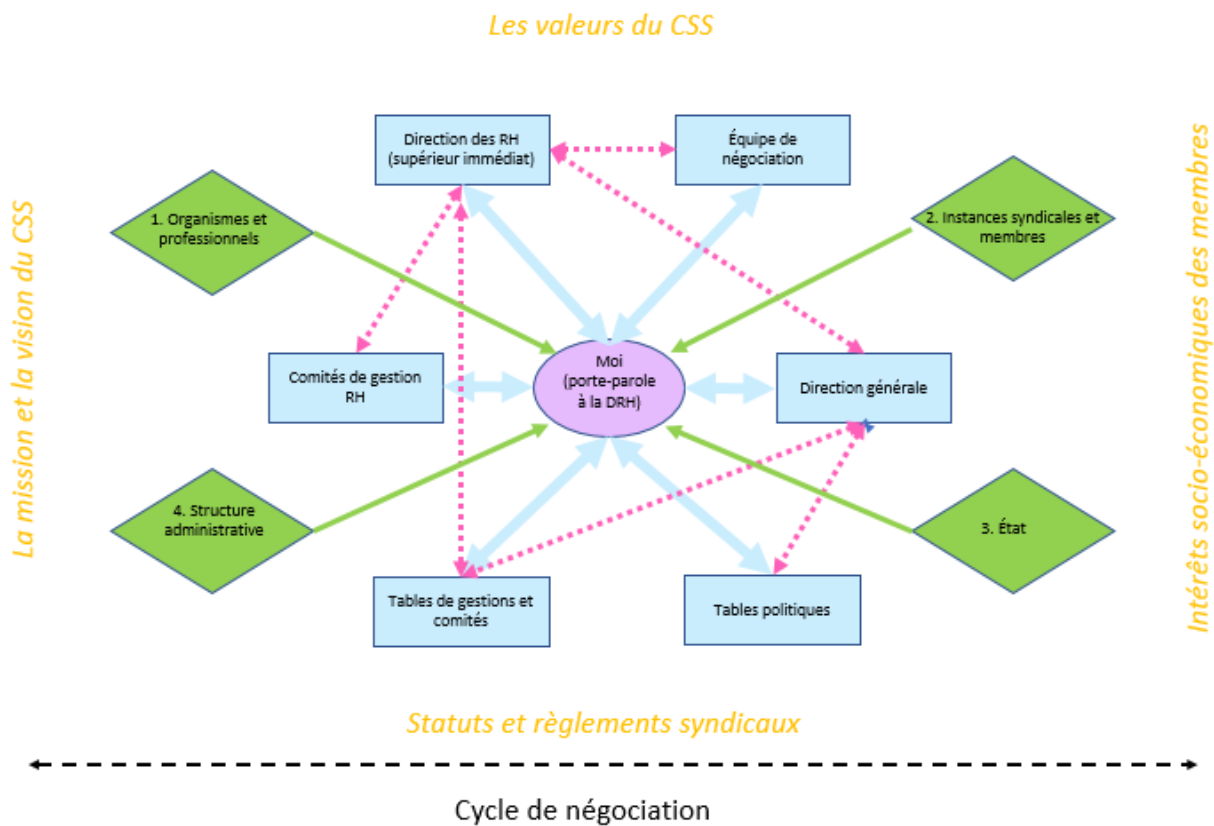 Les valeurs du CSS
Direction des RH
(supérieur immédiat)
Équipe de
négociation
1. Organismes et
professionnels
2. Instances syndicales et
membres
La mission et la vision du CSS
Intérêts socio-économiques des membres
Comités de gestion
RH
Moi
(porte-parole
à la DRH)
Direction générale
4. Structure
administrative
3. État
Tables de gestions et
comités
Tables politiques
Statuts et règlements syndicaux
Cycle de négociation